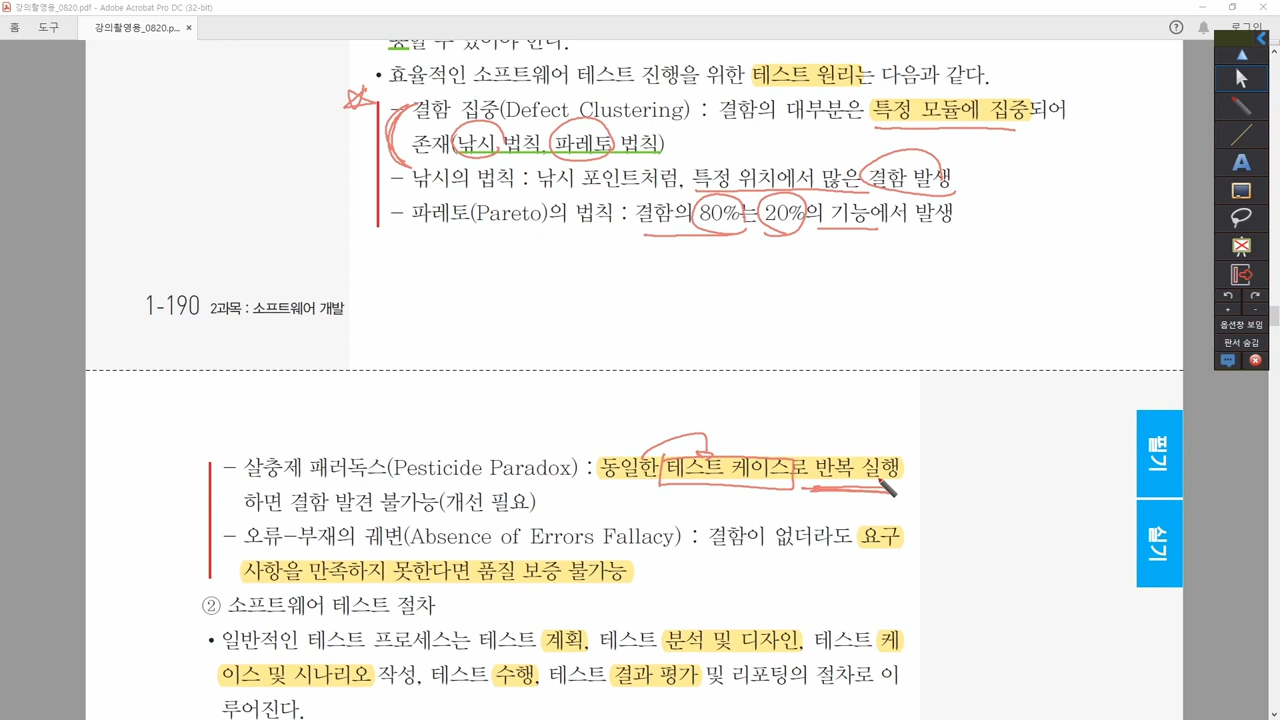 강의촬영용_0820.pdf - Adobe Acrobat Pro DC (32-bit)
홈 도구 강의촬영용_0820.p... × 로그인
• 효율적인 소프트웨어 테스트 진행을 위한 테스트 원리는 다음과 같다.
- 결함 집중(Defect Clustering) : 결함의 대부분은 특정 모듈에 집중되어
존재(낚시 법칙, 파레토 법칙)
- 낚시의 법칙 : 낚시 포인트처럼, 특정 위치에서 많은 결함 발생
- 파레토(Pareto)의 법칙 : 결함의 80%는 20%의 기능에서 발생
1-190 2과목 : 소프트웨어 개발
- 살충제 패러독스(Pesticide Paradox) : 동일한 테스트 케이스로 반복 실행
하면 결함 발견 불가능(개선 필요)
- 오류-부재의 궤변(Absence of Errors Fallacy) : 결함이 없더라도 요구
사항을 만족하지 못한다면 품질 보증 불가능
② 소프트웨어 테스트 절차
• 일반적인 테스트 프로세스는 테스트 계획, 테스트 분석 및 디자인, 테스트 케
이스 및 시나리오 작성, 테스트 수행, 테스트 결과 평가 및 리포팅의 절차로 이
루어진다.
필기
실기
A
옵션창 보임
판서 숨김